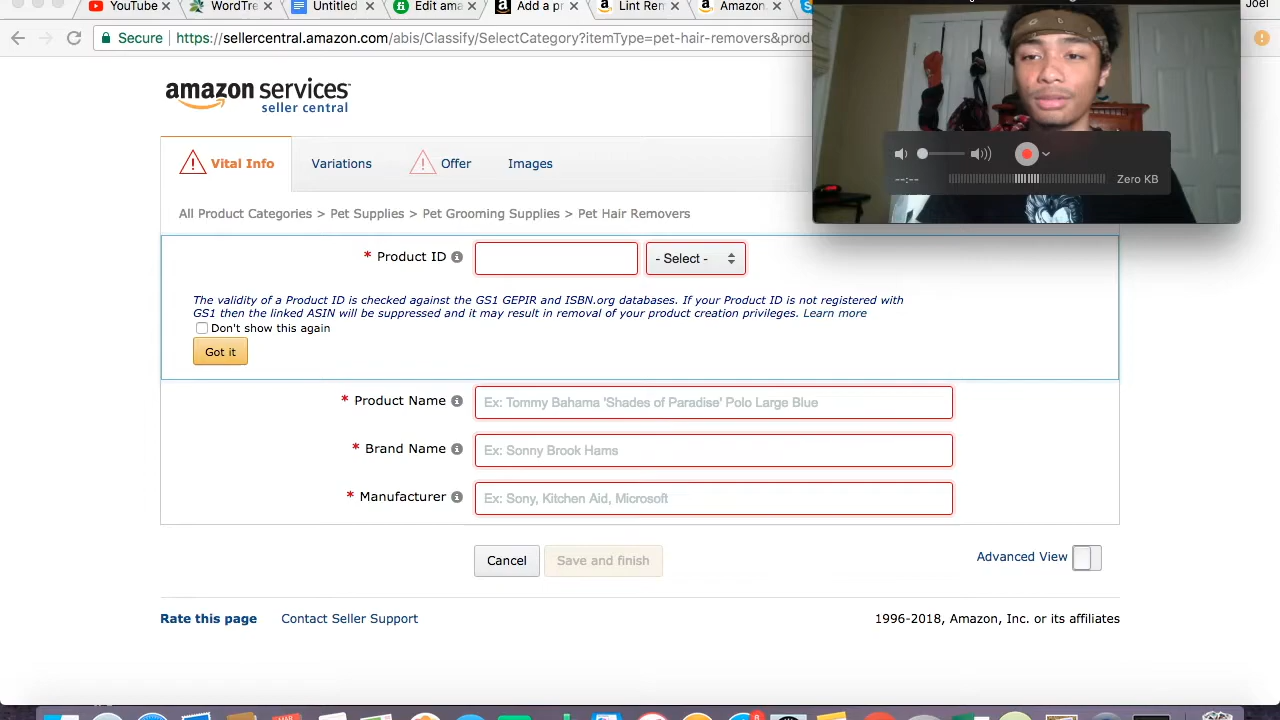 YouTube
WordTre
Untitled
Edit ama
Add a p
Lint Rem
Amazon.
Joel
Secure
https://sellercentral.amazon.com/abis/Classify/SelectCategory?itemType=pet-hair-removers&produ
amazon services
seller central
Vital Info
Variations
Offer
Images
Zero KB
--:--
All Product Categories > Pet Supplies > Pet Grooming Supplies > Pet Hair Removers
* Product ID
- Select -
The validity of a Product ID is checked against the GS1 GEPIR and ISBN.org databases. If your Product ID is not registered with
GS1 then the linked ASIN will be suppressed and it may result in removal of your product creation privileges. Learn more
Don't show this again
Got it
* Product Name
Ex: Tommy Bahama 'Shades of Paradise' Polo Large Blue
* Brand Name
Ex: Sonny Brook Hams
* Manufacturer
Ex: Sony, Kitchen Aid, Microsoft
Cancel
Save and finish
Advanced View
Rate this page
Contact Seller Support
1996-2018, Amazon, Inc. or its affiliates